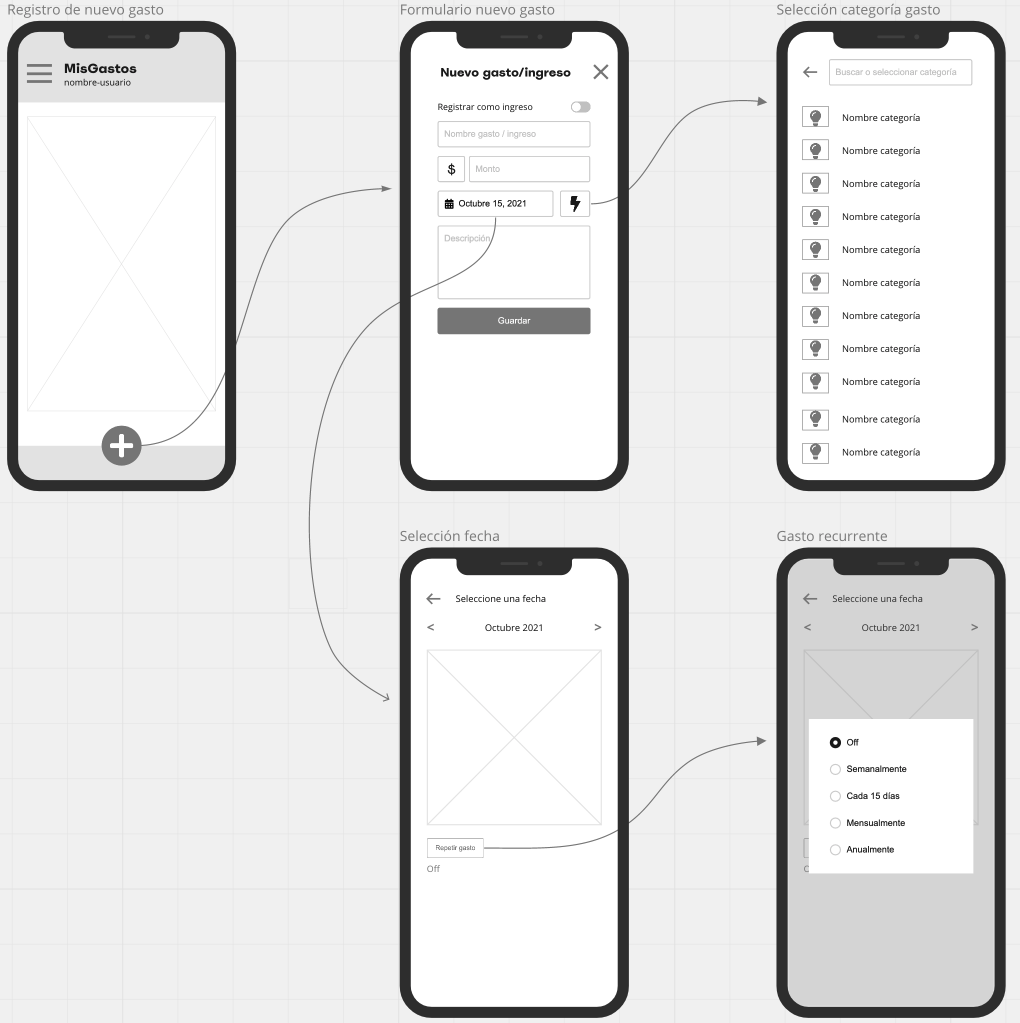 Registro de nuevo gasto
MisGastos
nombre-usuario
Formulario nuevo gasto
Nuevo gasto/ingreso
Registrar como ingreso
Nombre gasto / ingreso
$
Monto
Octubre 15, 2021
Descripción
Guardar
Selección categoría gasto
Buscar o seleccionar categoría
Nombre categoría
Nombre categoría
Nombre categoría
Nombre categoría
Nombre categoría
Nombre categoría
Nombre categoría
Nombre categoría
Nombre categoría
Nombre categoría
Nombre categoría
Selección fecha
Seleccione una fecha
< Octubre 2021 >
Repetir gasto
Off
Gasto recurrente
Seleccione una fecha
< Octubre 2021 >
Off
Semanalmente
Cada 15 días
Mensualmente
Anualmente